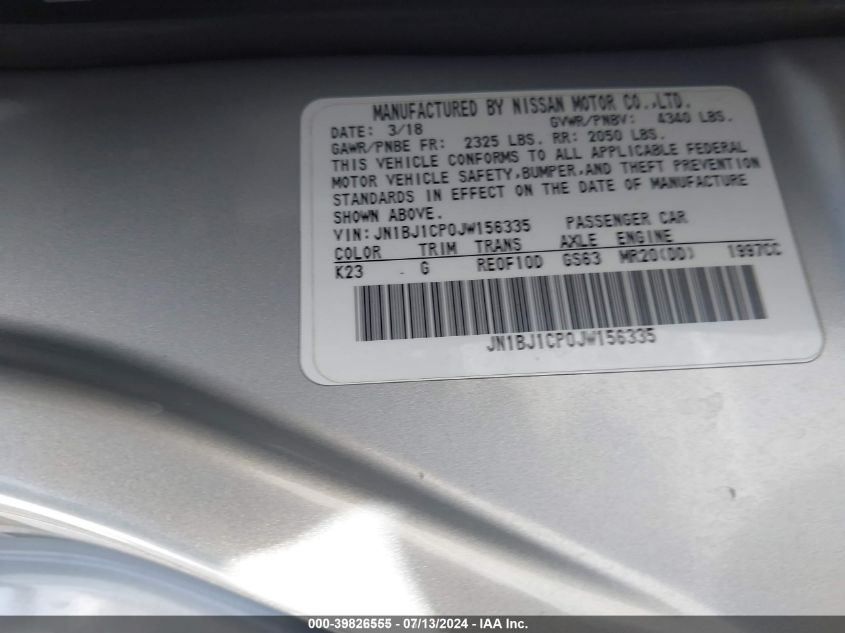 MANUFACTURED BY NISSAN MOTOR CO.,LTD.
DATE: 3/18 GVWR/PNBV: 4340 LBS.
GAWR/PNBE FR: 2325 LBS. RR: 2050 LBS.
THIS VEHICLE CONFORMS TO ALL APPLICABLE FEDERAL
MOTOR VEHICLE SAFETY,BUMPER,AND THEFT PREVENTION
STANDARDS IN EFFECT ON THE DATE OF MANUFACTURE
SHOWN ABOVE.
VIN: JN1BJ1CP0JW156335 PASSENGER CAR
COLOR TRIM TRANS AXLE ENGINE
K23 G RE0F10D GS63 MR20(DD) 1997CC
JN1BJ1CP0JW156335
000-39826555 - 07/13/2024 - IAA Inc.